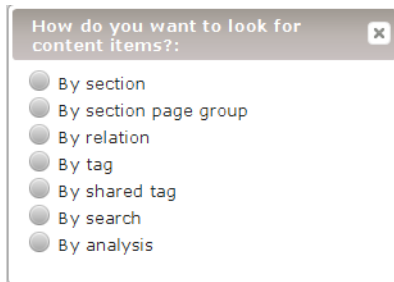 How do you want to look for
content items?:
By section
By section page group
By relation
By tag
By shared tag
By search
By analysis